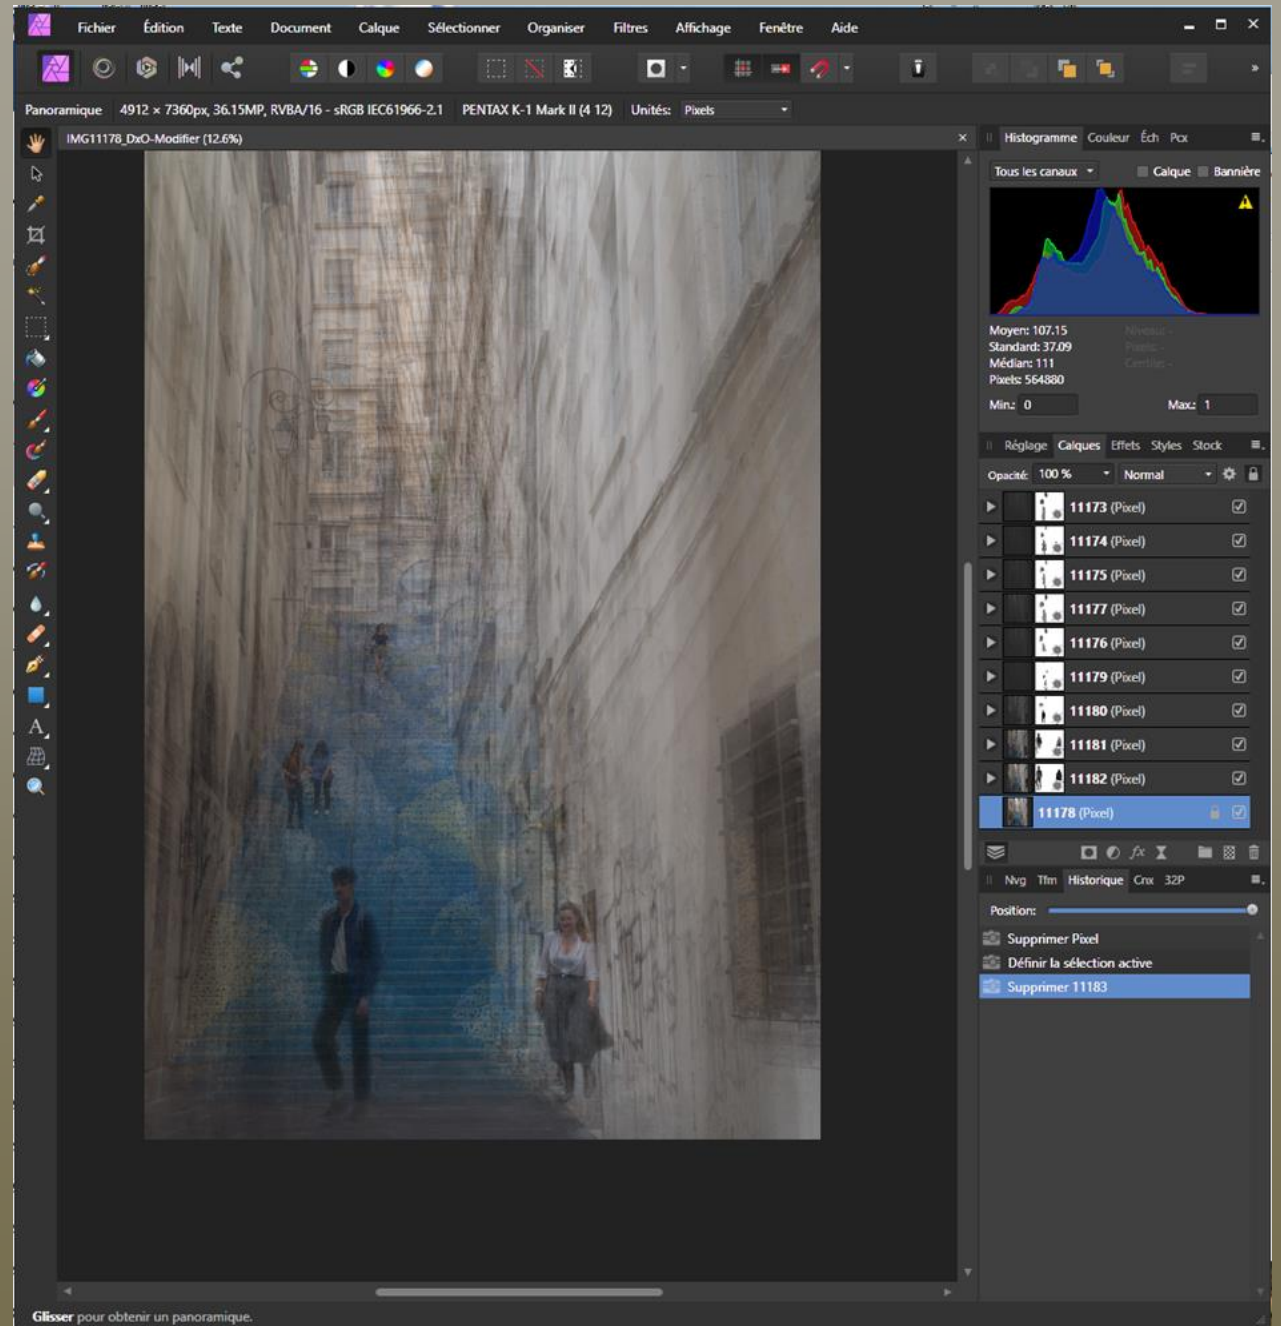 Fichier Édition Texte Document Calque Sélectionner Organiser Filtres Affichage Fenêtre Aide
Panoramique 4912 × 7360px, 36.15MP, RVBA/16 - sRGB IEC61966-2.1 PENTAX K-1 Mark II (4 12) Unités: Pixels
IMG11178_DxO-Modifier (12.6%)
Histogramme Couleur Éch Pcx
Tous les canaux Calque Bannière
Moyen: 107.15 Niveau: -
Standard: 37.09 Pixels: -
Médian: 111 Centile: -
Pixels: 564880
Min.: 0 Max.: 1
Réglage Calques Effets Styles Stock
Opacité: 100 % Normal
11173 (Pixel)
11174 (Pixel)
11175 (Pixel)
11177 (Pixel)
11176 (Pixel)
11179 (Pixel)
11180 (Pixel)
11181 (Pixel)
11182 (Pixel)
11178 (Pixel)
fx
Nvg Tfm Historique Cnx 32P
Position:
Supprimer Pixel
Définir la sélection active
Supprimer 11183
A
Glisser pour obtenir un panoramique.